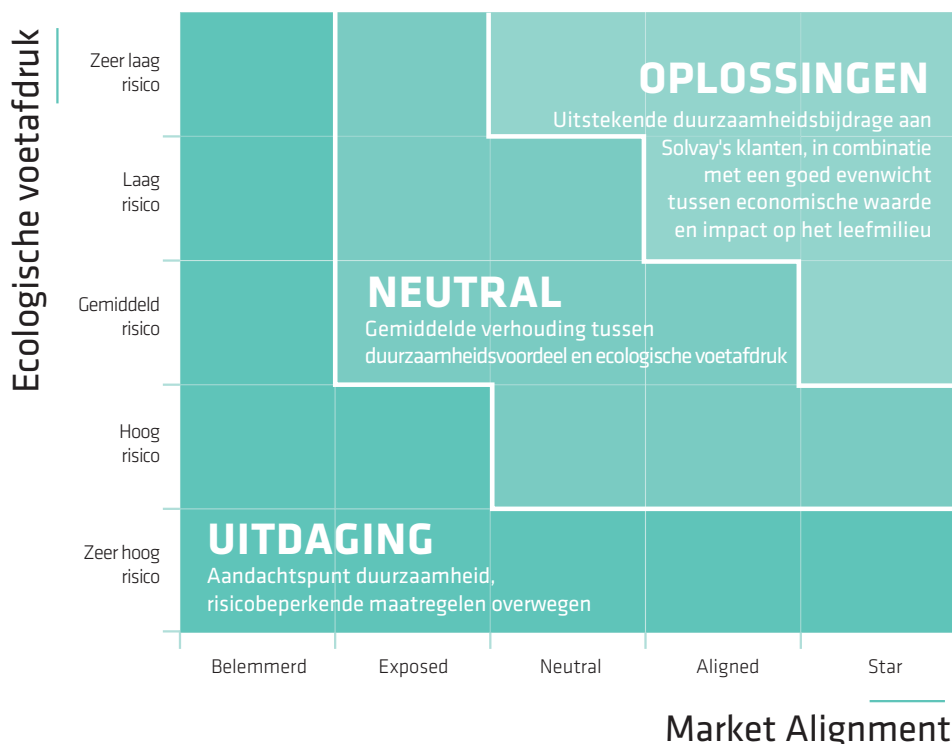 Ecologische voetafdruk
Zeer laag
risico
Laag
risico
Gemiddeld
risico
Hoog
risico
Zeer hoog
risico
OPLOSSINGEN
Uitstekende duurzaamheidsbijdrage aan
Solvay's klanten, in combinatie
met een goed evenwicht
tussen economische waarde
en impact op het leefmilieu
NEUTRAL
Gemiddelde verhouding tussen
duurzaamheidsvoordeel en ecologische voetafdruk
UITDAGING
Aandachtspunt duurzaamheid,
risicobeperkende maatregelen overwegen
Belemmerd
Exposed
Neutral
Aligned
Star
Market Alignment